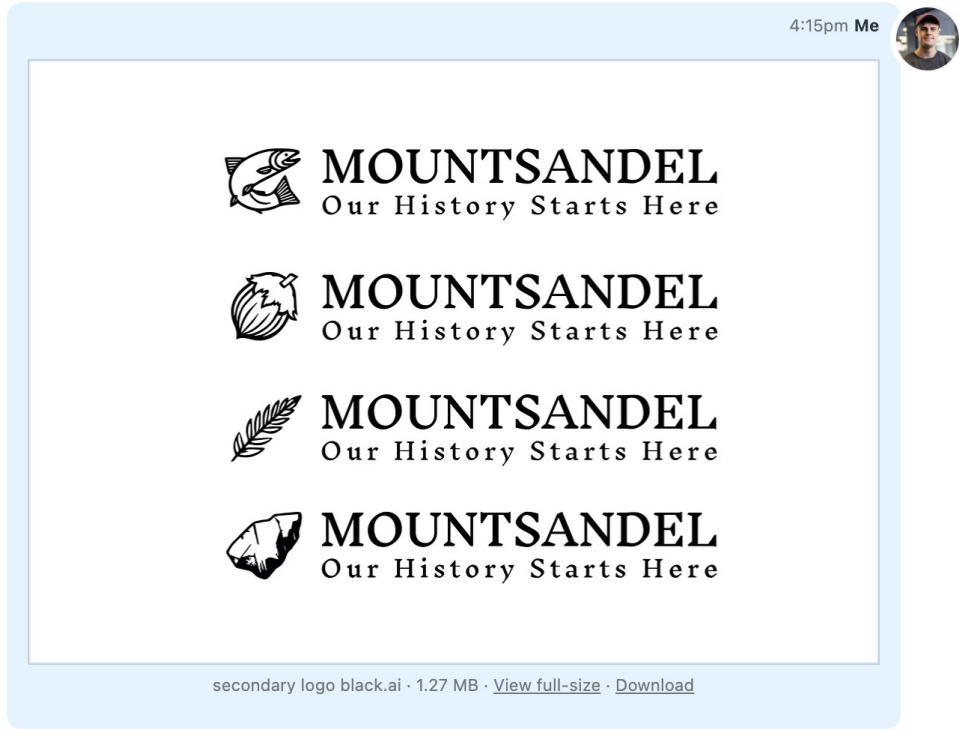 4:15pm Me
MOUNTSANDEL
Our History Starts Here
MOUNTSANDEL
Our History Starts Here
MOUNTSANDEL
Our History Starts Here
MOUNTSANDEL
Our History Starts Here
secondary logo black.ai · 1.27 MB · View full-size · Download